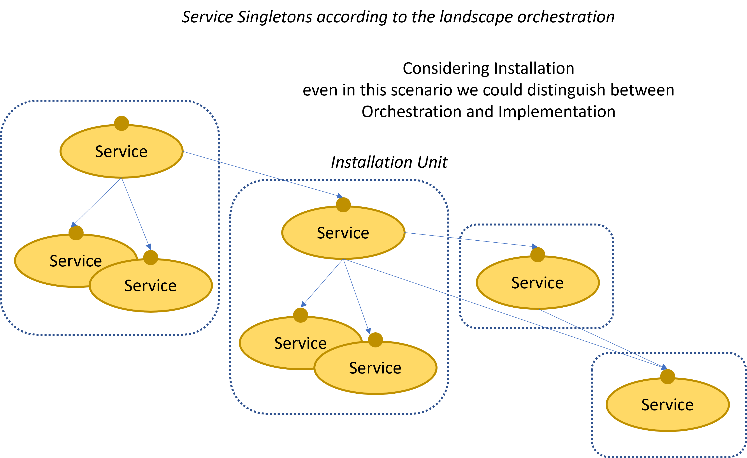 Service Singletons according to the landscape orchestration
Considering Installation
even in this scenario we could distinguish between
Orchestration and Implementation
Installation Unit
Service
Service
Service
Service
Service
Service
Service
Service